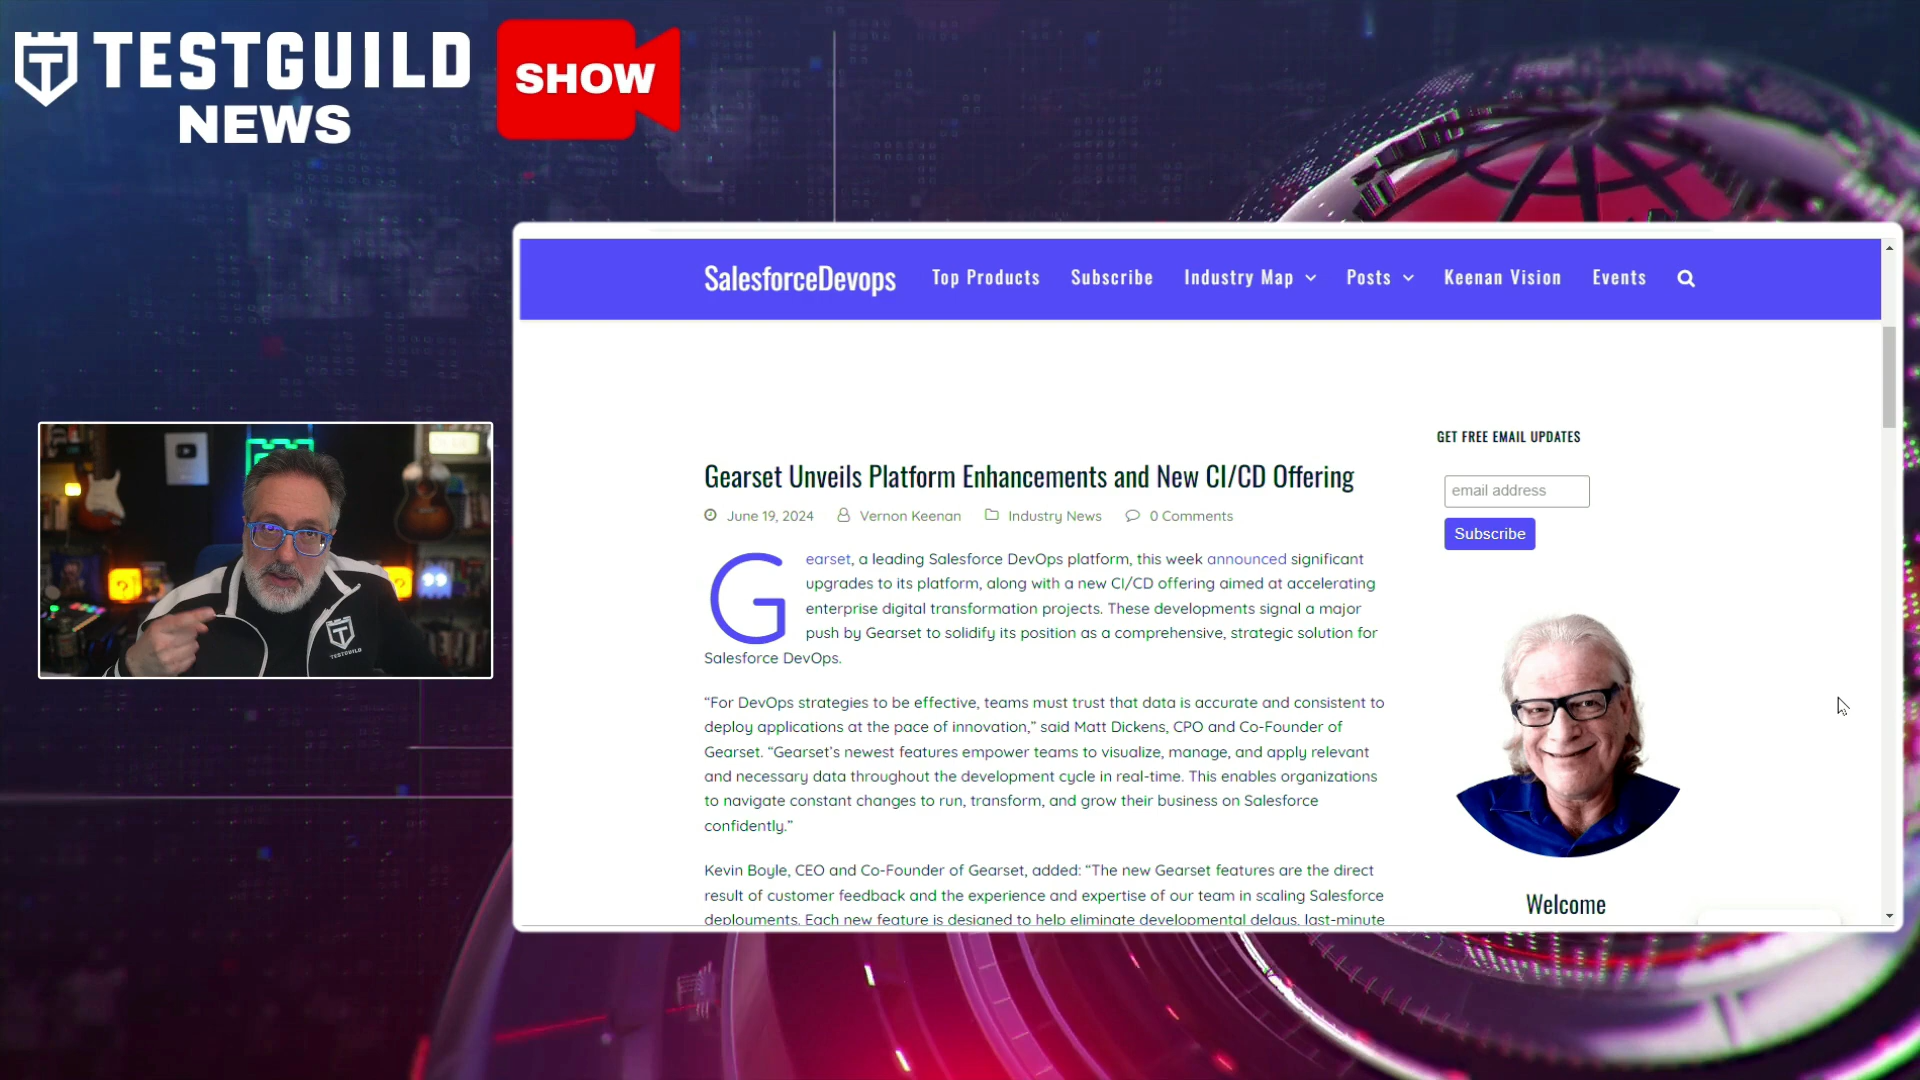 TESTGUILD
NEWS
SHOW
SalesforceDevops
Top Products
Subscribe
Industry Map
Posts
Keenan Vision
Events
Gearset Unveils Platform Enhancements and New CI/CD Offering
June 19, 2024
Vernon Keenan
Industry News
0 Comments
Gearset, a leading Salesforce DevOps platform, this week announced significant
upgrades to its platform, along with a new CI/CD offering aimed at accelerating
enterprise digital transformation projects. These developments signal a major
push by Gearset to solidify its position as a comprehensive, strategic solution for
Salesforce DevOps.
“For DevOps strategies to be effective, teams must trust that data is accurate and consistent to
deploy applications at the pace of innovation,” said Matt Dickens, CPO and Co-Founder of
Gearset. “Gearset’s newest features empower teams to visualize, manage, and apply relevant
and necessary data throughout the development cycle in real-time. This enables organizations
to navigate constant changes to run, transform, and grow their business on Salesforce
confidently.”
Kevin Boyle, CEO and Co-Founder of Gearset, added: “The new Gearset features are the direct
result of customer feedback and the experience and expertise of our team in scaling Salesforce
deployments. Each new feature is designed to help eliminate developmental delays, last-minute
GET FREE EMAIL UPDATES
email address
Subscribe
Welcome
TESTGUILD